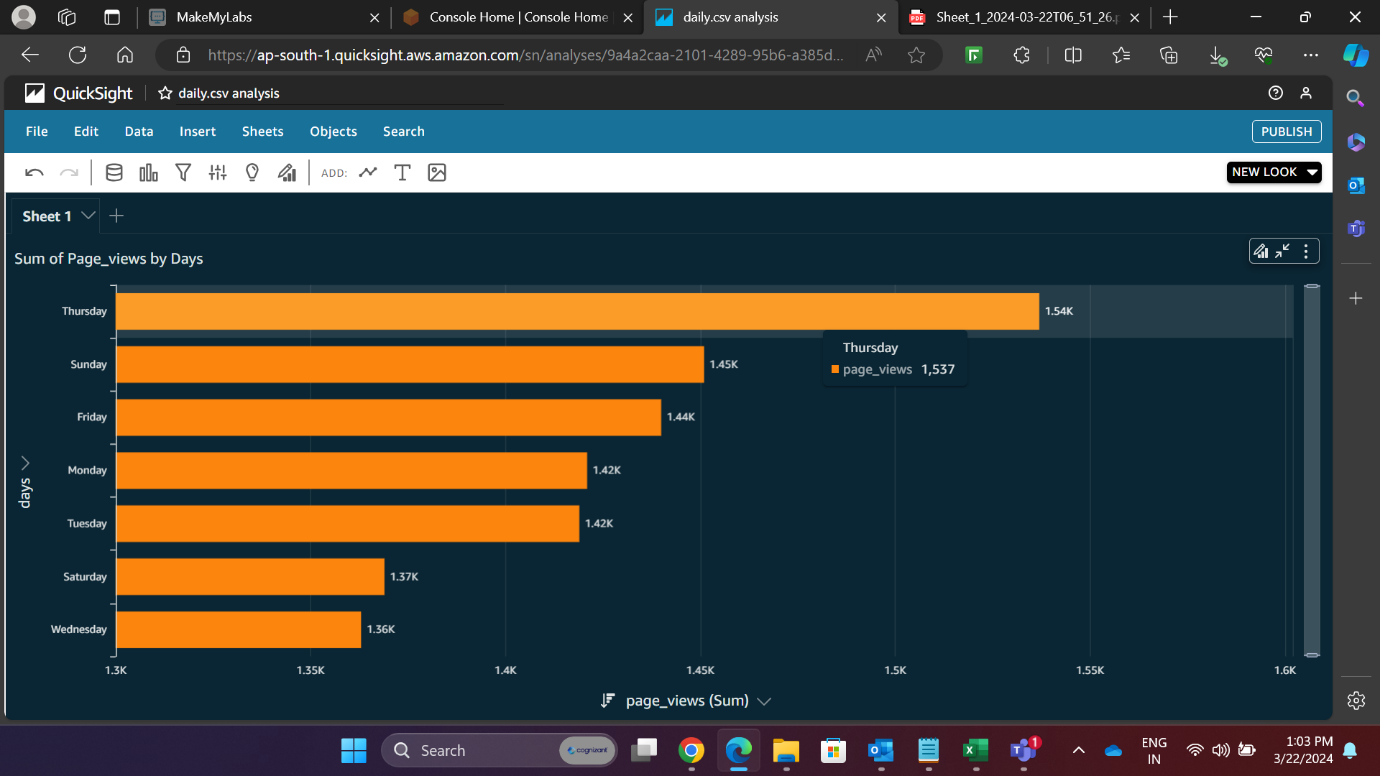 MakeMyLabs
Console Home | Console Home
daily.csv analysis
PDF
Sheet_1_2024-03-22T06_51_26.p
https://ap-south-1.quicksight.aws.amazon.com/sn/analyses/9a4a2caa-2101-4289-95b6-a385d...
QuickSight
daily.csv analysis
File Edit Data Insert Sheets Objects Search
PUBLISH
ADD:
NEW LOOK
Sheet 1
Sum of Page_views by Days
Thursday
1.54K
Thursday
page_views 1,537
Sunday
1.45K
Friday
1.44K
Monday
1.42K
Tuesday
1.42K
Saturday
1.37K
Wednesday
1.36K
days
1.3K 1.35K 1.4K 1.45K 1.5K 1.55K 1.6K
page_views (Sum)
Search
cognizant
1
ENG
IN
1:03 PM
3/22/2024